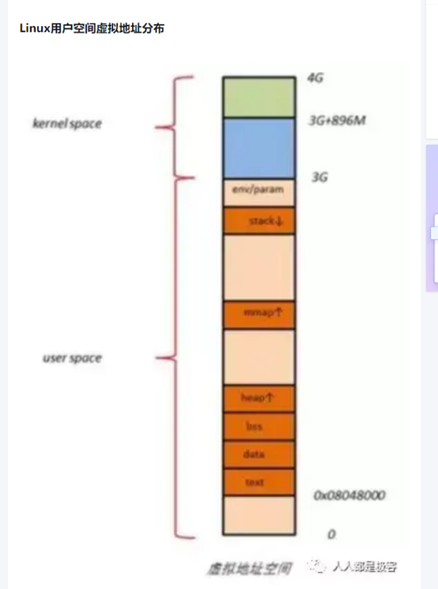 Linux用户空间虚拟地址分布
4G
kernel space
3G+896M
3G
env/param
stack↓
mmap↑
user space
heap↑
bss
data
text
0x08048000
0
虚拟地址空间
人人都是极客